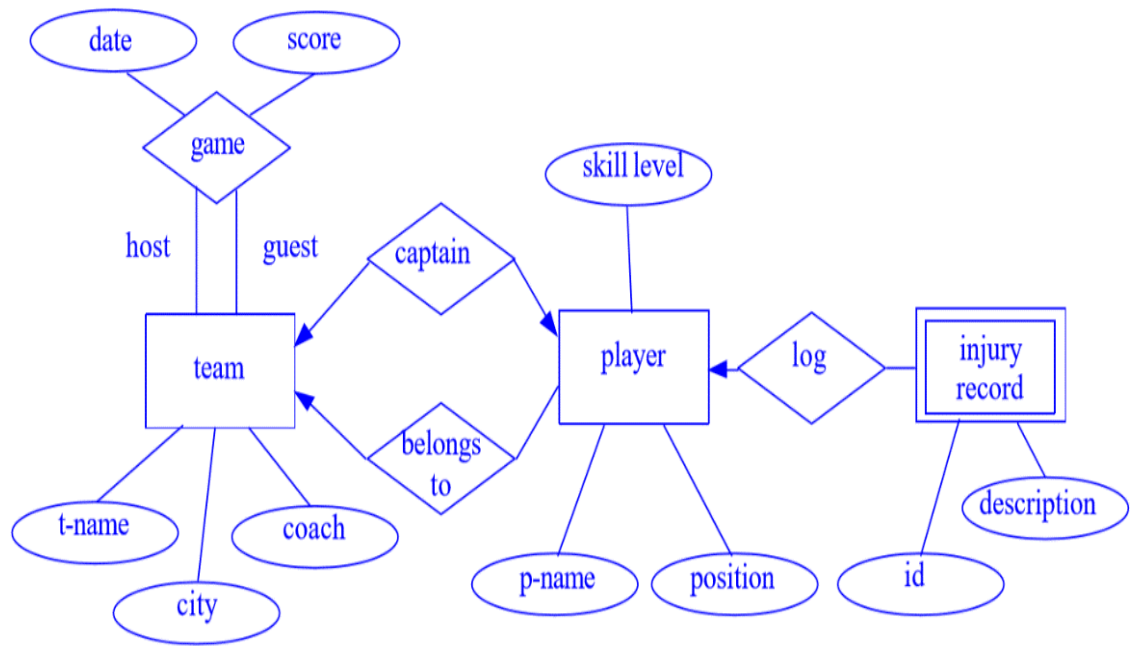 date
score
game
skill level
host
guest
captain
team
player
log
injury
record
belongs
to
t-name
coach
description
city
p-name
position
id